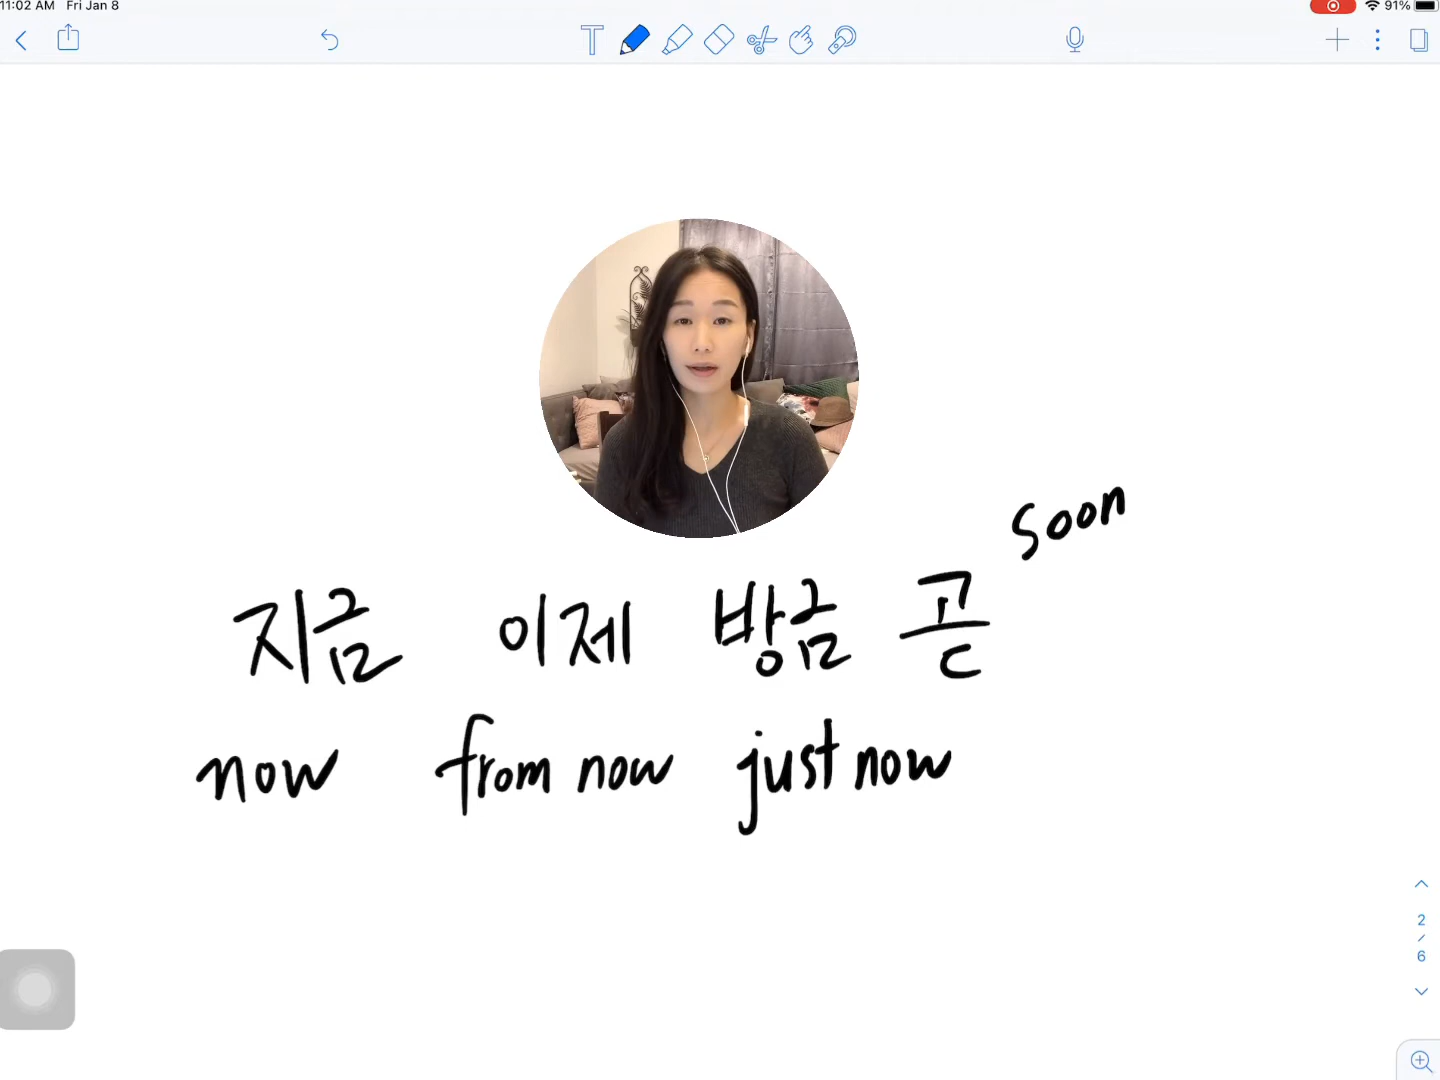 11:02 AM Fri Jan 8
91%
T
soon
지금 이제 방금 곧
now from now just now
2
/
6